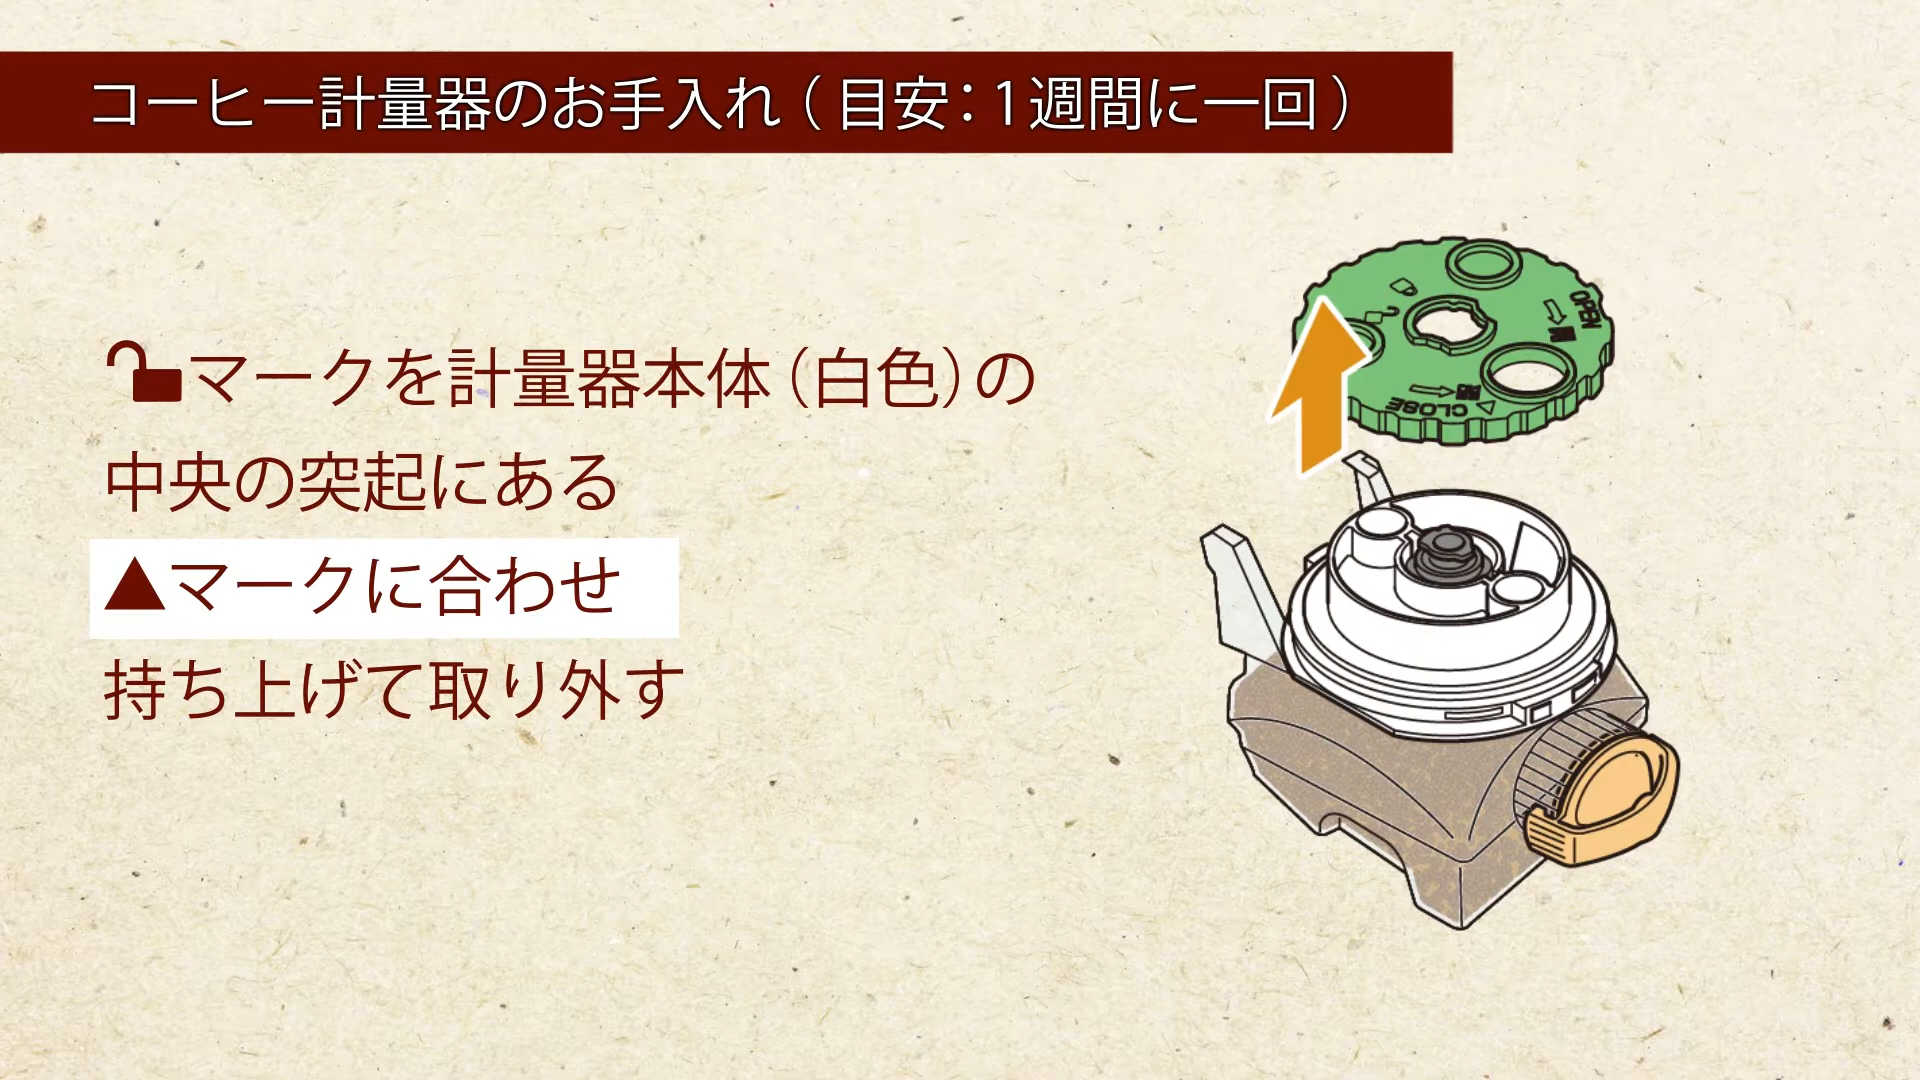 コーヒー計量器のお手入れ（目安：1週間に一回）
マークを計量器本体（白色）の
中央の突起にある
▲マークに合わせ
持ち上げて取り外す
OPEN
開
閉
CLOSE